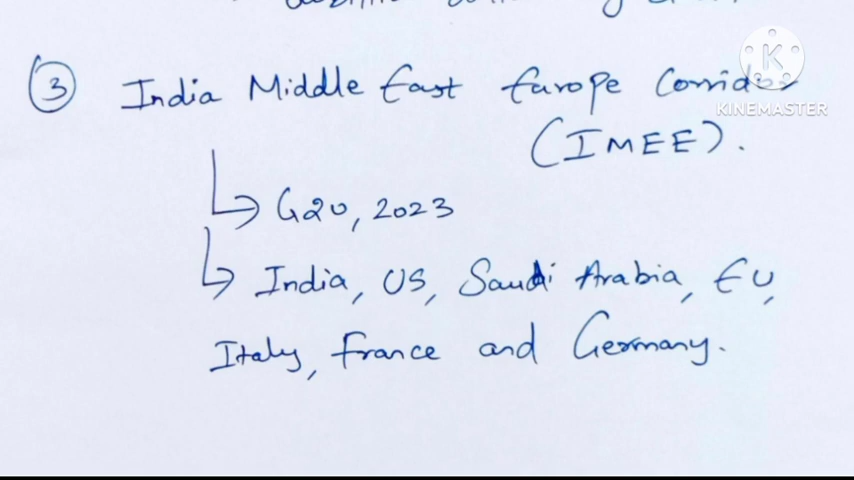 ③ India Middle East Europe Corridor
(IMEE).
↳ G20, 2023
↳ India, US, Saudi Arabia, EU,
Italy, France and Germany.
KINEMASTER